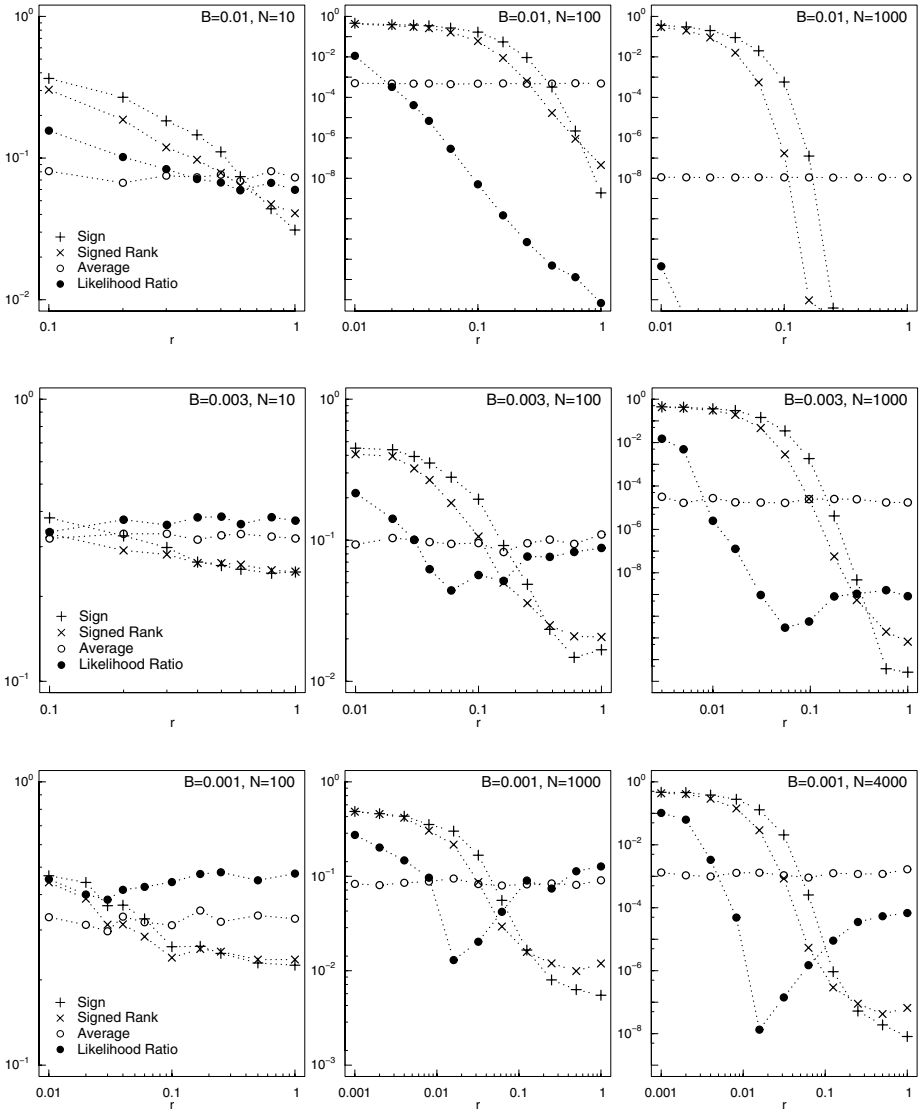 B=0.01, N=10
10^0
10^-1
10^-2
+ Sign
× Signed Rank
○ Average
● Likelihood Ratio
0.1
1
r
B=0.01, N=100
10^0
10^-2
10^-4
10^-6
10^-8
0.01
0.1
1
r
B=0.01, N=1000
10^0
10^-2
10^-4
10^-6
10^-8
0.01
0.1
1
r
B=0.003, N=10
10^0
10^-1
+ Sign
× Signed Rank
○ Average
● Likelihood Ratio
0.1
1
r
B=0.003, N=100
10^0
10^-1
10^-2
0.01
0.1
1
r
B=0.003, N=1000
10^0
10^-2
10^-4
10^-6
10^-8
0.01
0.1
1
r
B=0.001, N=100
10^0
10^-1
+ Sign
× Signed Rank
○ Average
● Likelihood Ratio
0.01
0.1
1
r
B=0.001, N=1000
10^0
10^-1
10^-2
10^-3
0.001
0.01
0.1
1
r
B=0.001, N=4000
10^0
10^-2
10^-4
10^-6
10^-8
0.001
0.01
0.1
1
r